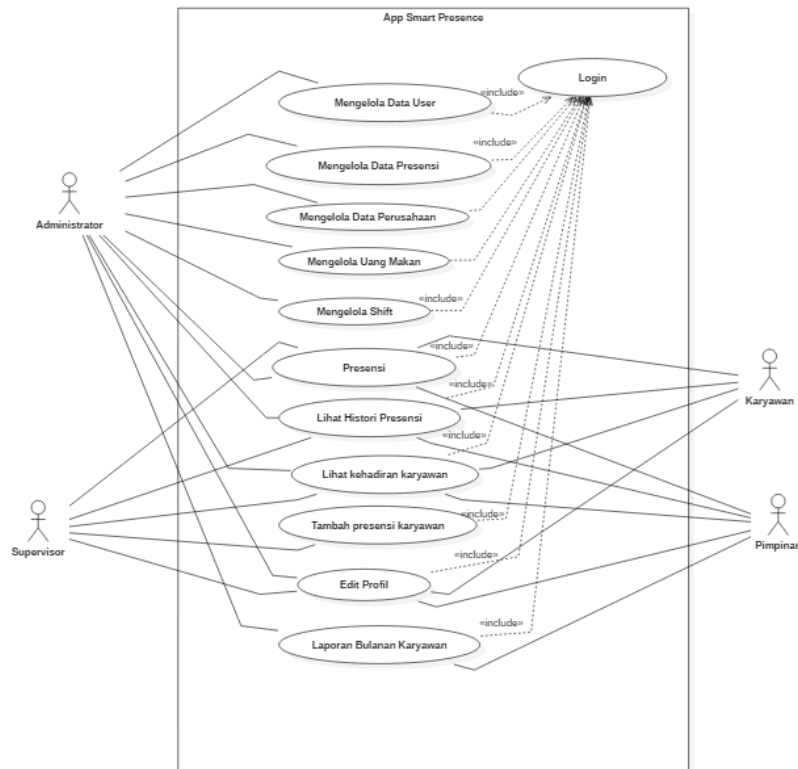 App Smart Presence
Login
«include»
Mengelola Data User
«include»
Mengelola Data Presensi
Administrator
Mengelola Data Perusahaan
Mengelola Uang Makan
«include»
Mengelola Shift
«include»
Presensi
«include»
Karyawan
Lihat Histori Presensi
«include»
Lihat kehadiran karyawan
«include»
Tambah presensi karyawan
Supervisor
Pimpinan
«include»
Edit Profil
«include»
Laporan Bulanan Karyawan